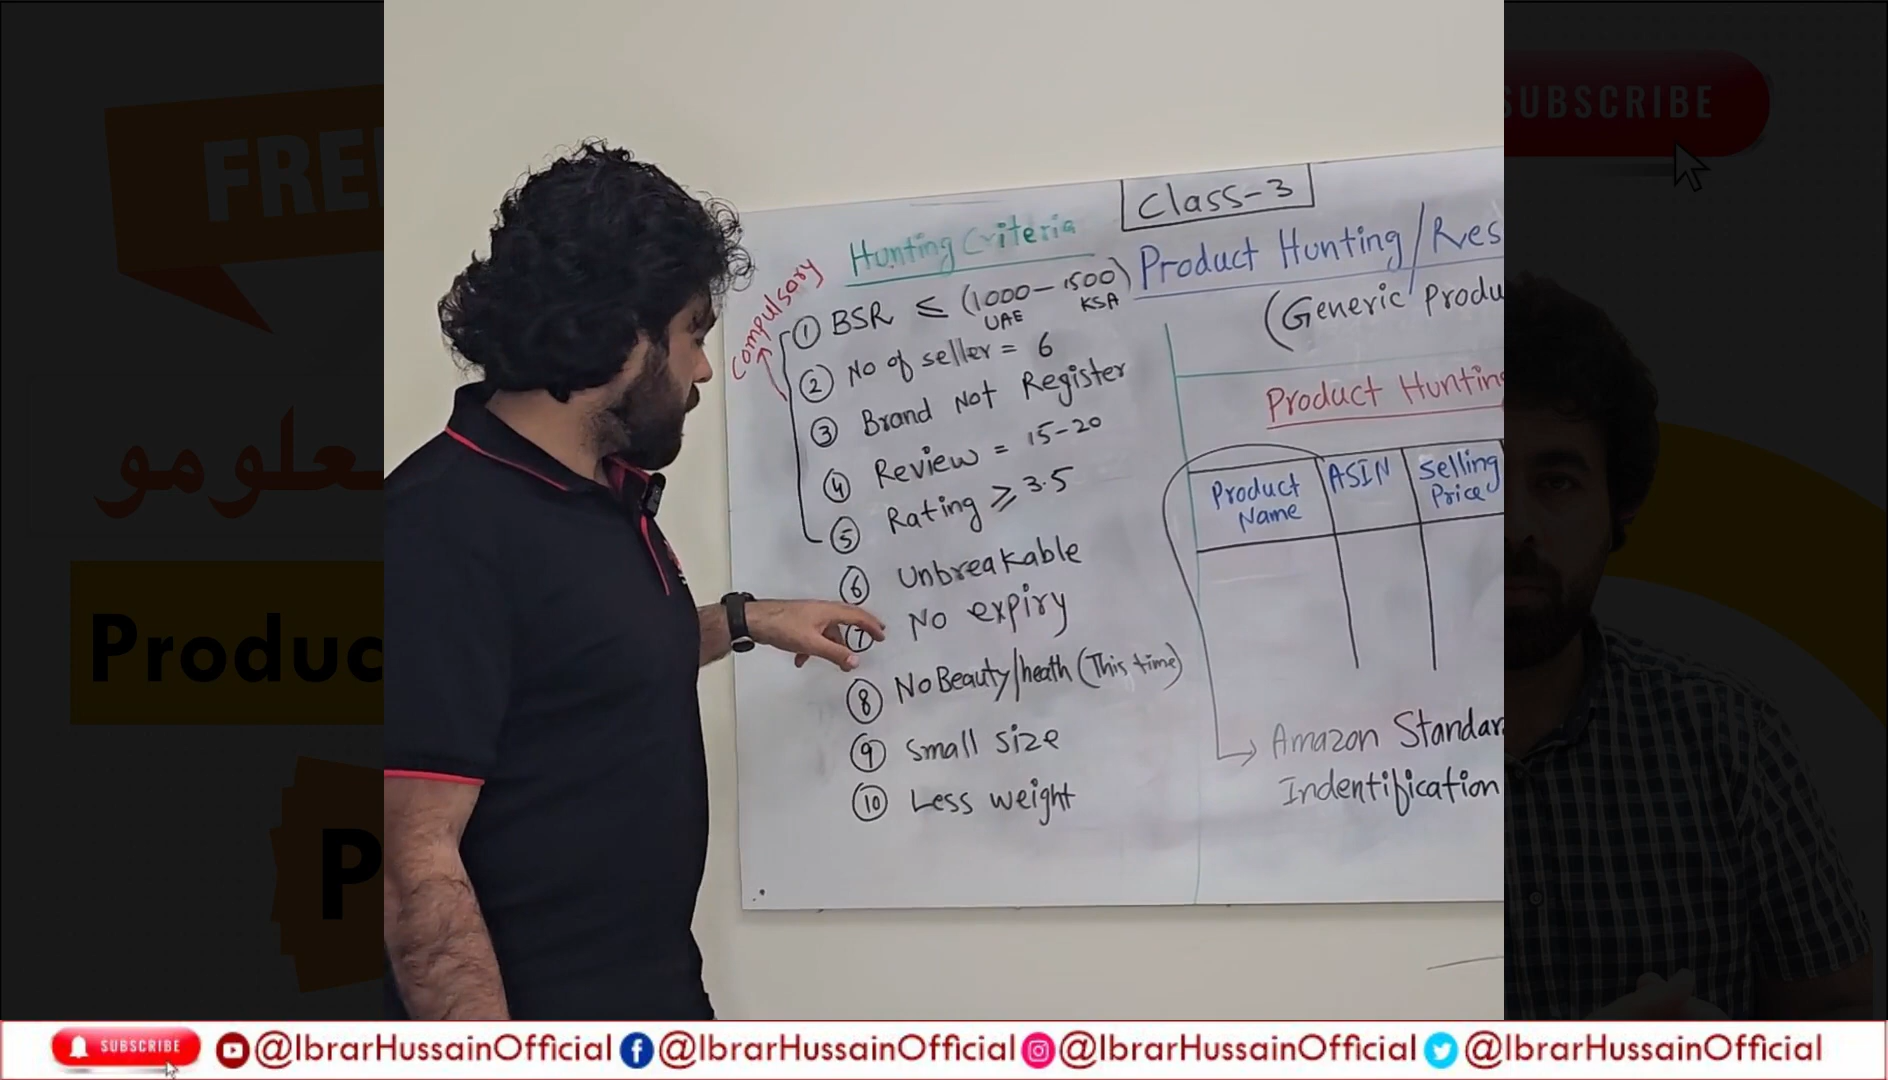 FREE
SUBSCRIBE
Class-3
Hunting Criteria
Compulsory
Product Hunting/Res
(Generic Produ
① BSR ≤ (1000-1500)
UAE KSA
② No of seller = 6
③ Brand Not Register
④ Review = 15-20
⑤ Rating ≥ 3.5
⑥ Unbreakable
⑦ No expiry
⑧ No Beauty/heath (This time)
⑨ Small size
⑩ Less weight
Product Hunting
Product Name
ASIN
Selling Price
Amazon Standar
Indentification
Produc
P
SUBSCRIBE
@IbrarHussainOfficial @IbrarHussainOfficial @IbrarHussainOfficial @IbrarHussainOfficial